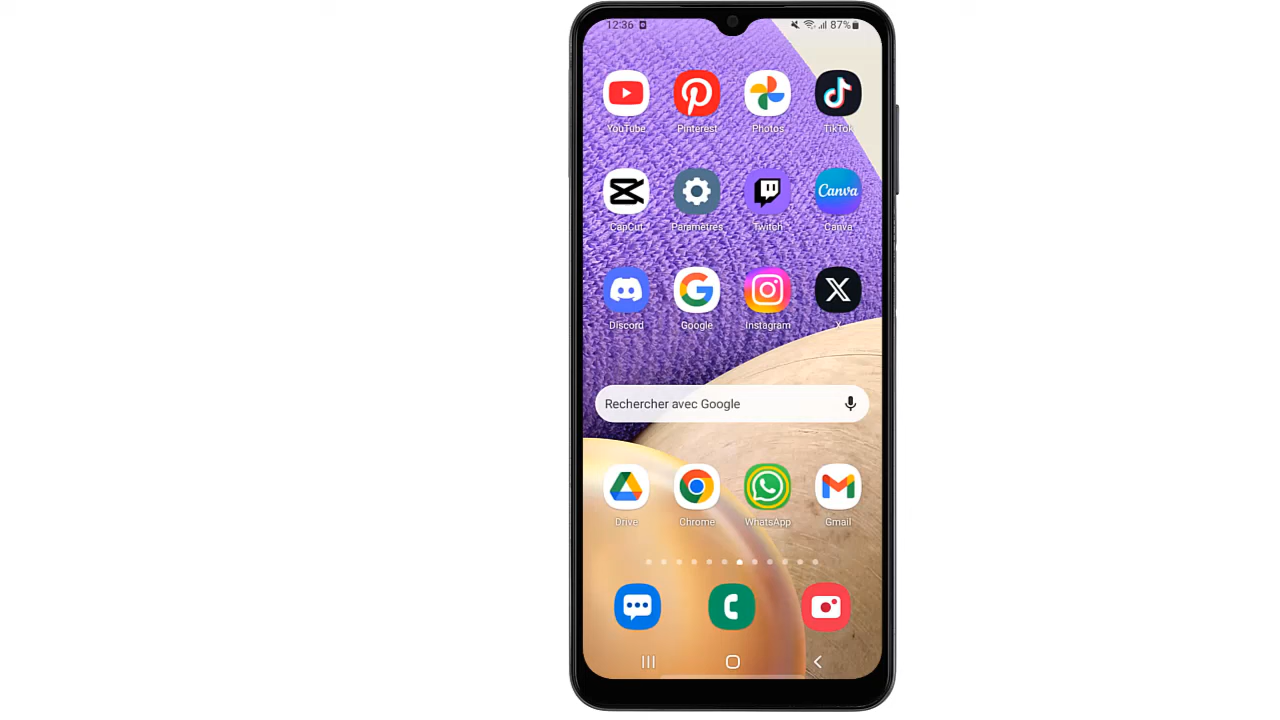 12:36 87%
YouTube Pinterest Photos TikTok
Canva
CapCut Paramètres Twitch Canva
Discord Google Instagram X
Rechercher avec Google
Drive Chrome WhatsApp Gmail